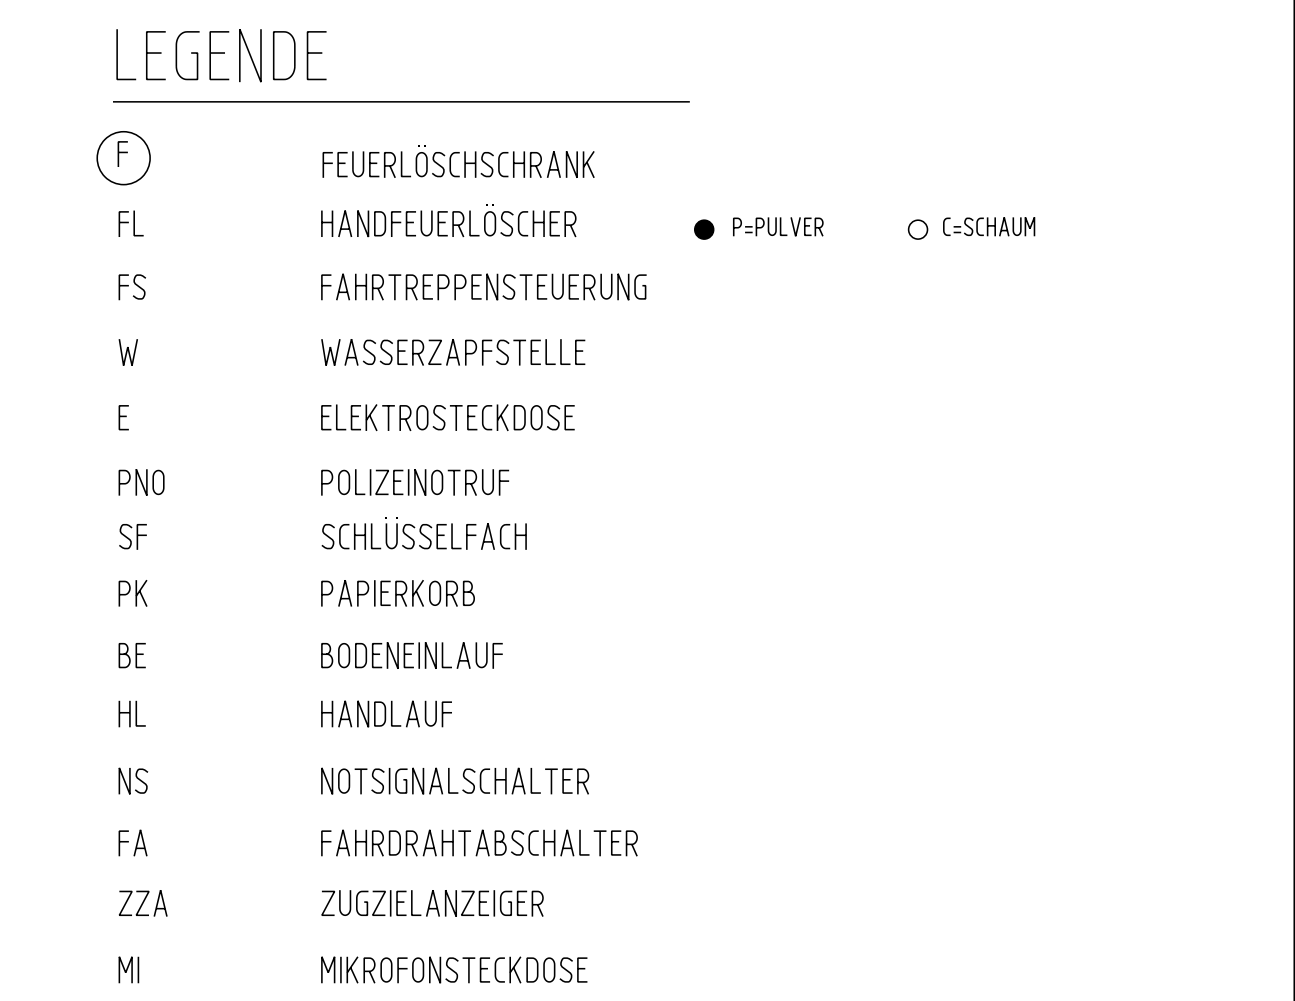 LEGENDE
F FEUERLÖSCHSCHRANK
FL HANDFEUERLÖSCHER P=PULVER C=SCHAUM
FS FAHRTREPPENSTEUERUNG
W WASSERZAPFSTELLE
E ELEKTROSTECKDOSE
PNO POLIZEINOTRUF
SF SCHLÜSSELFACH
PK PAPIERKORB
BE BODENEINLAUF
HL HANDLAUF
NS NOTSIGNALSCHALTER
FA FAHRDRAHTABSCHALTER
ZZA ZUGZIELANZEIGER
MI MIKROFONSTECKDOSE